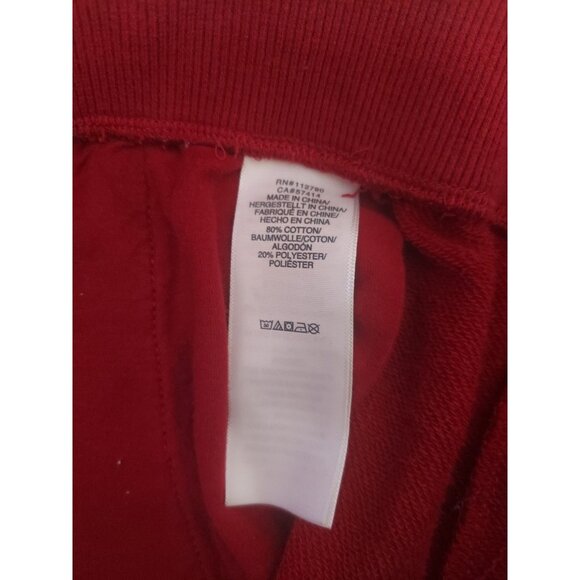 RN#112790
CA#57414
MADE IN CHINA/
HERGESTELLT IN CHINA/
FABRIQUÉ EN CHINE/
HECHO EN CHINA
80% COTTON/
BAUMWOLLE/COTON/
ALGODÓN
20% POLYESTER/
POLIÉSTER